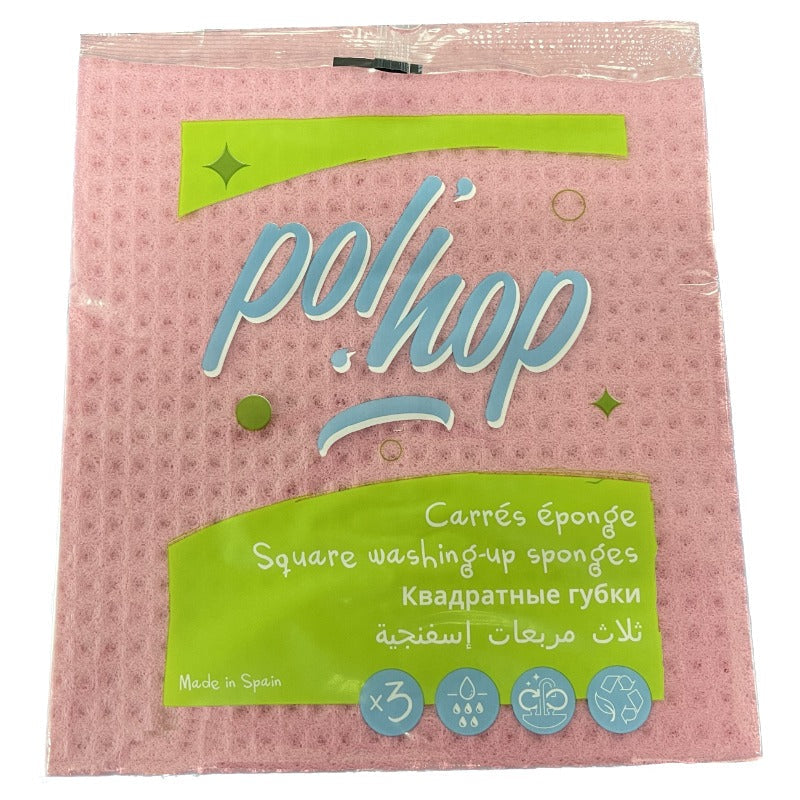 pol'hop
Carrés éponge
Square washing-up sponges
Квадратные губки
ثلاث مربعات إسفنجية
Made in Spain
x3